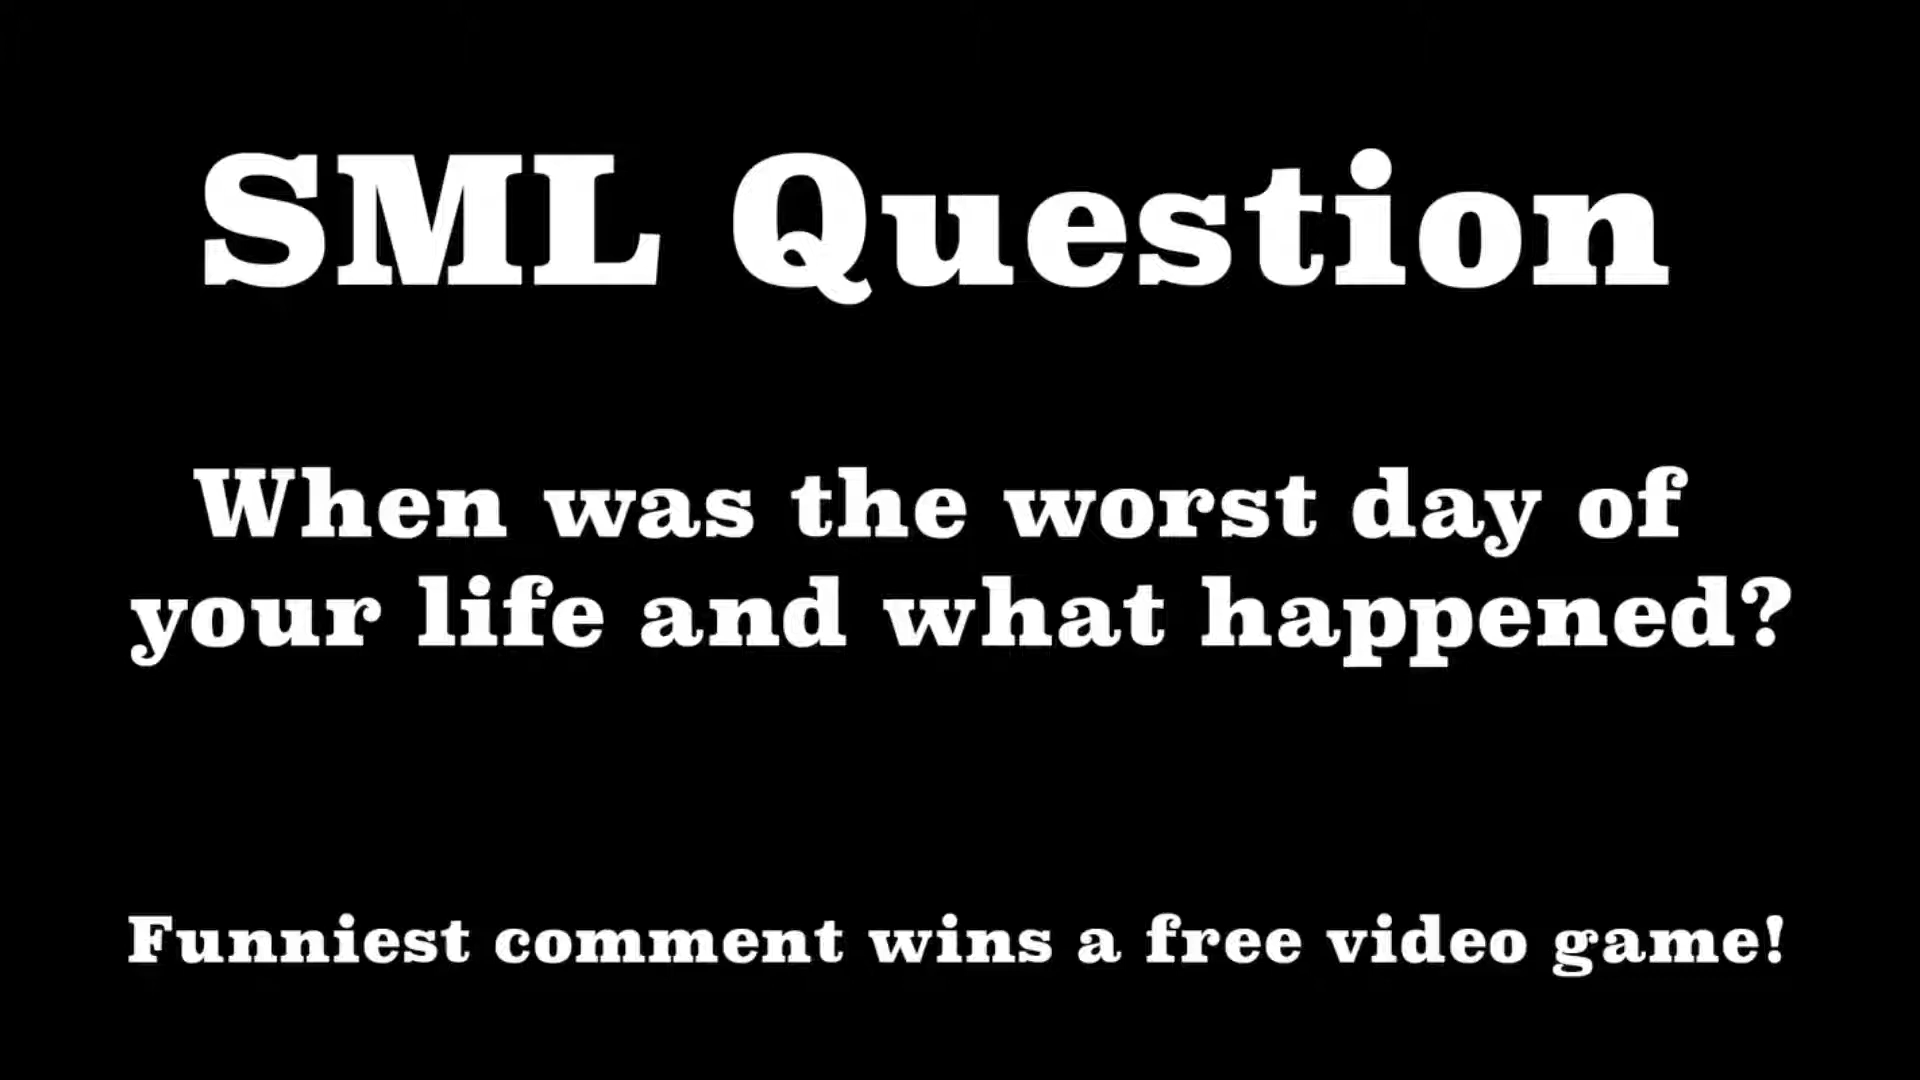 SML Question
When was the worst day of
your life and what happened?
Funniest comment wins a free video game!